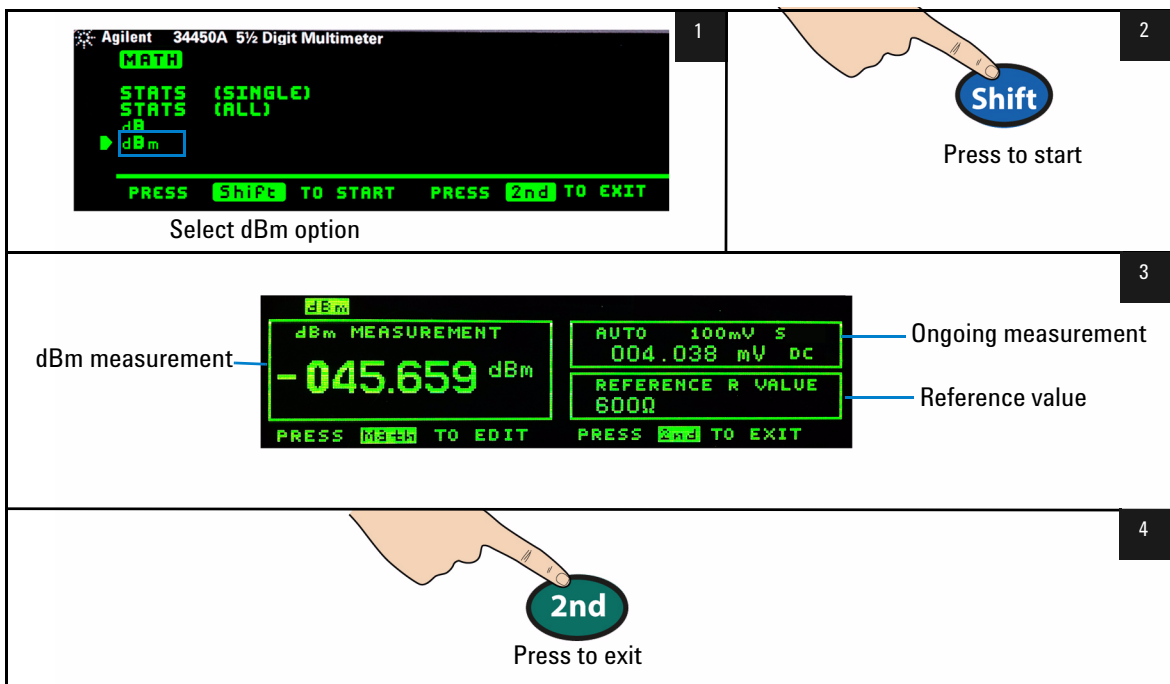 Agilent 34450A 5½ Digit Multimeter
1
MATH
STATS (SINGLE)
STATS (ALL)
dB
dBm
PRESS Shift TO START PRESS 2nd TO EXIT
Select dBm option
2
Shift
Press to start
3
dBm
dBm MEASUREMENT
-045.659 dBm
AUTO 100mV S
004.038 mV DC
REFERENCE R VALUE
600Ω
PRESS Math TO EDIT PRESS 2nd TO EXIT
dBm measurement
Ongoing measurement
Reference value
4
2nd
Press to exit